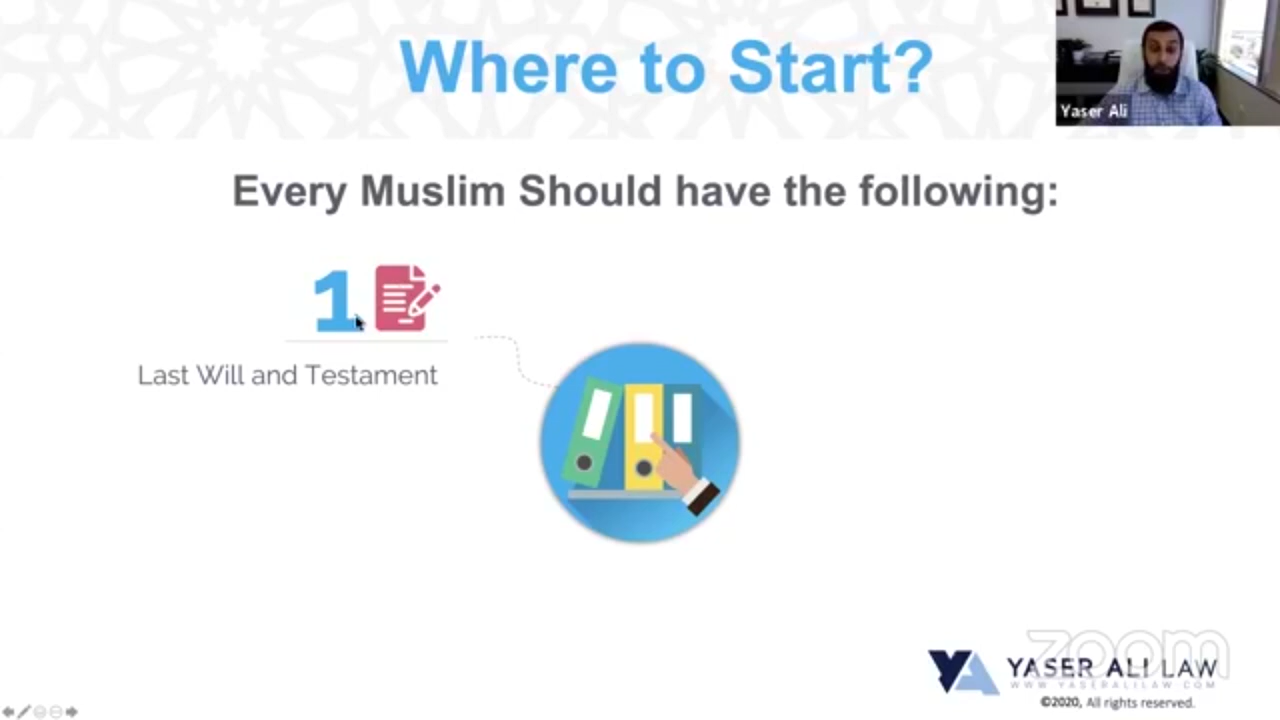 Where to Start?
Yaser Ali
Every Muslim Should have the following:
1
Last Will and Testament
zoom
YASER ALI LAW
WWW.YASERALILAW.COM
©2020, All rights reserved.